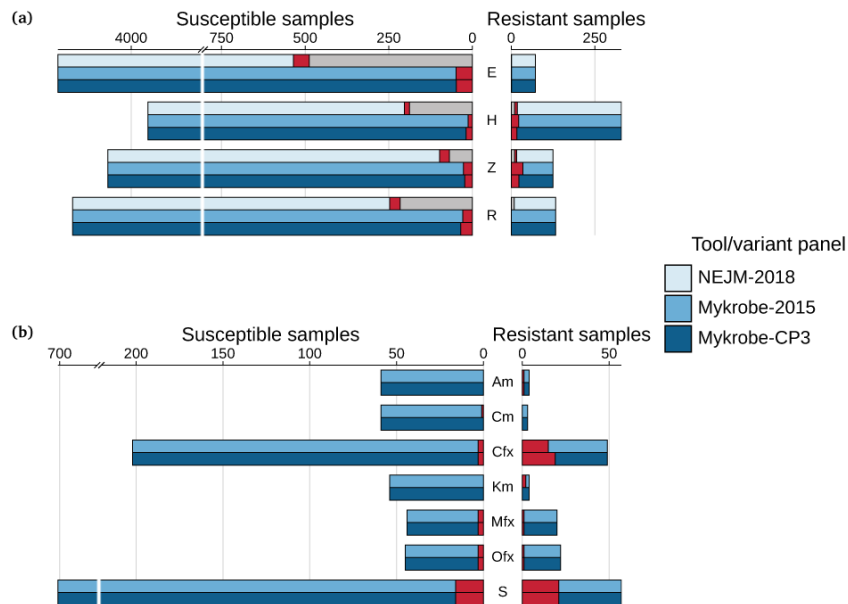 (a)
Susceptible samples
Resistant samples
4000 750 500 250 0
0 250
E
H
Z
R
Tool/variant panel
NEJM-2018
Mykrobe-2015
Mykrobe-CP3
(b)
Susceptible samples
Resistant samples
700 200 150 100 50 0
0 50
Am
Cm
Cfx
Km
Mfx
Ofx
S